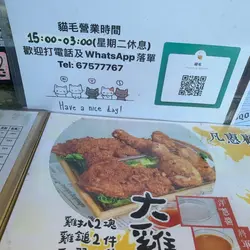 貓毛營業時間
15:00-03:00(星期二休息)
歡迎打電話及WhatsApp落單
Tel: 67577767
Have a nice day!
大雞
雞扒2塊
雞鎚2件